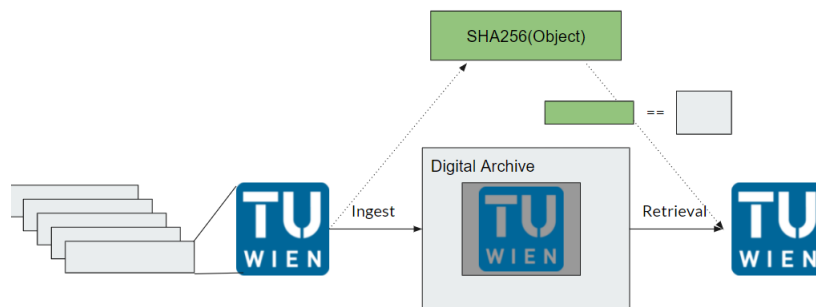 SHA256(Object)
==
Digital Archive
TU
WIEN
Ingest
TU
WIEN
Retrieval
TU
WIEN